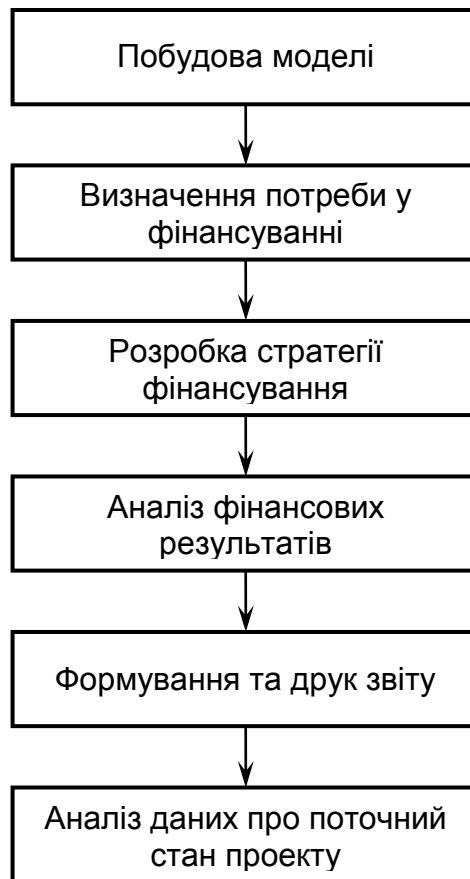 Побудова моделі
Визначення потреби у
фінансуванні
Розробка стратегії
фінансування
Аналіз фінансових
результатів
Формування та друк звіту
Аналіз даних про поточний
стан проекту